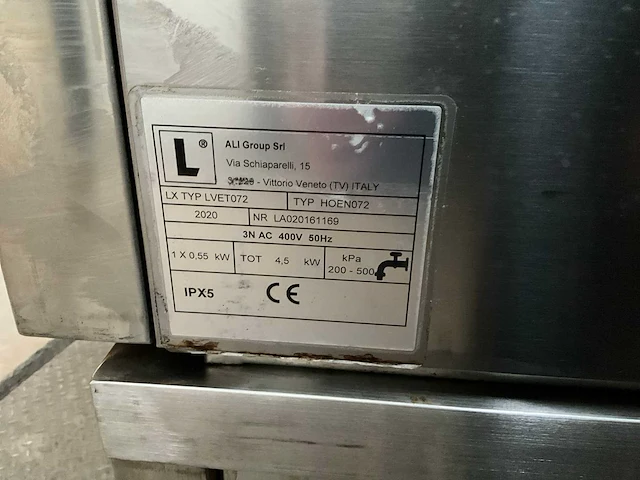 L®
ALI Group Srl
Via Schiaparelli, 15
- Vittorio Veneto (TV) ITALY
LX TYP LVET072 TYP HOEN072
2020 NR LA020161169
3N AC 400V 50Hz
1 X 0,55 kW TOT 4,5 kW kPa
200 - 500
IPX5 CE